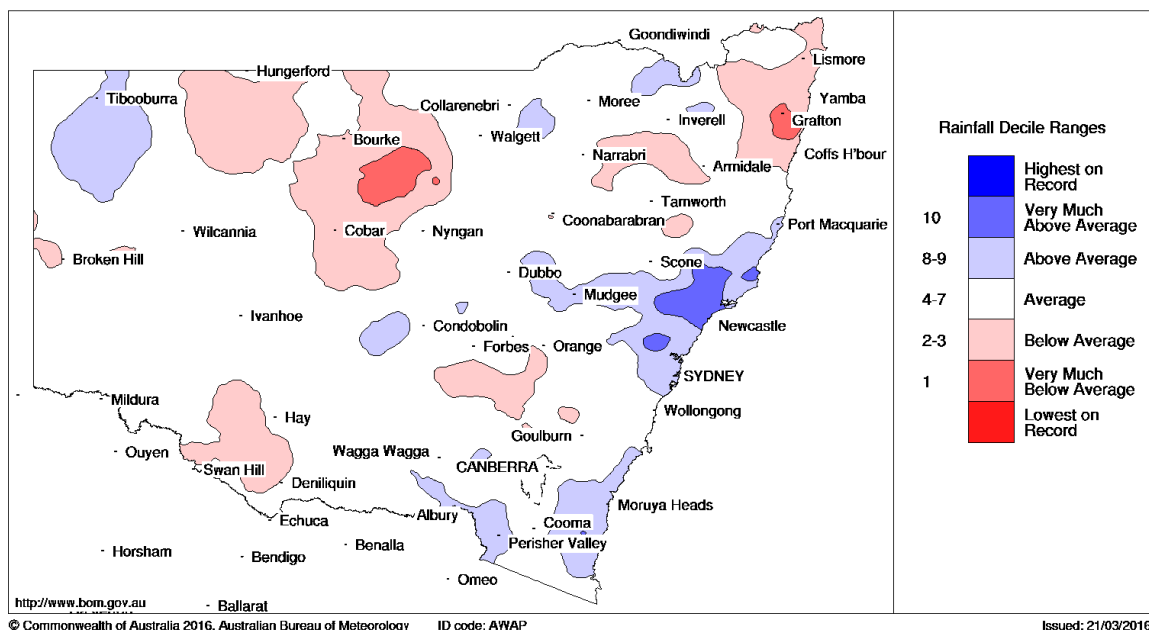 Goondiwindi
Lismore
Hungerford
Tibooburra
Collarenebri
Moree
Yamba
Inverell
Grafton
Bourke
Walgett
Narrabri
Armidale
Coffs H'bour
Tamworth
Coonabarabran
Port Macquarie
Wilcannia
Cobar
Nyngan
Broken Hill
Scone
Dubbo
Mudgee
Ivanhoe
Condobolin
Newcastle
Forbes
Orange
SYDNEY
Mildura
Wollongong
Hay
Goulburn
Ouyen
Wagga Wagga
Swan Hill
CANBERRA
Deniliquin
Moruya Heads
Albury
Echuca
Cooma
Perisher Valley
Horsham
Bendigo
Benalla
Omeo
Ballarat
http://www.bom.gov.au
Rainfall Decile Ranges
Highest on
Record
10 Very Much
Above Average
8-9 Above Average
4-7 Average
2-3 Below Average
1 Very Much
Below Average
Lowest on
Record
© Commonwealth of Australia 2016, Australian Bureau of Meteorology ID code: AWAP Issued: 21/03/2016